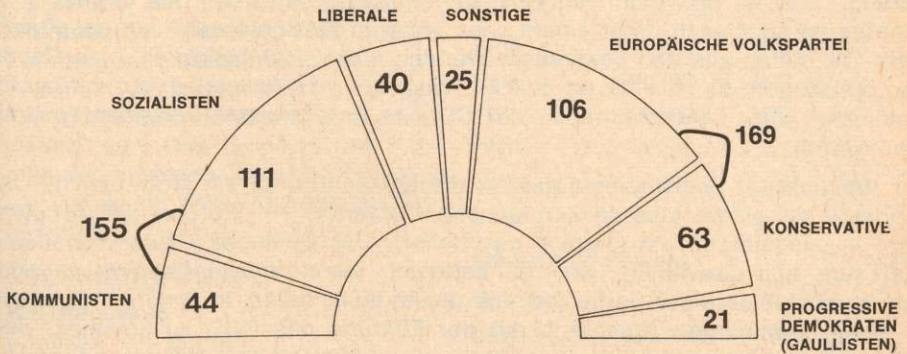 LIBERALE
SONSTIGE
EUROPÄISCHE VOLKSPARTEI
SOZIALISTEN
40
25
106
169
111
155
63
KONSERVATIVE
KOMMUNISTEN
44
21
PROGRESSIVE
DEMOKRATEN
(GAULLISTEN)